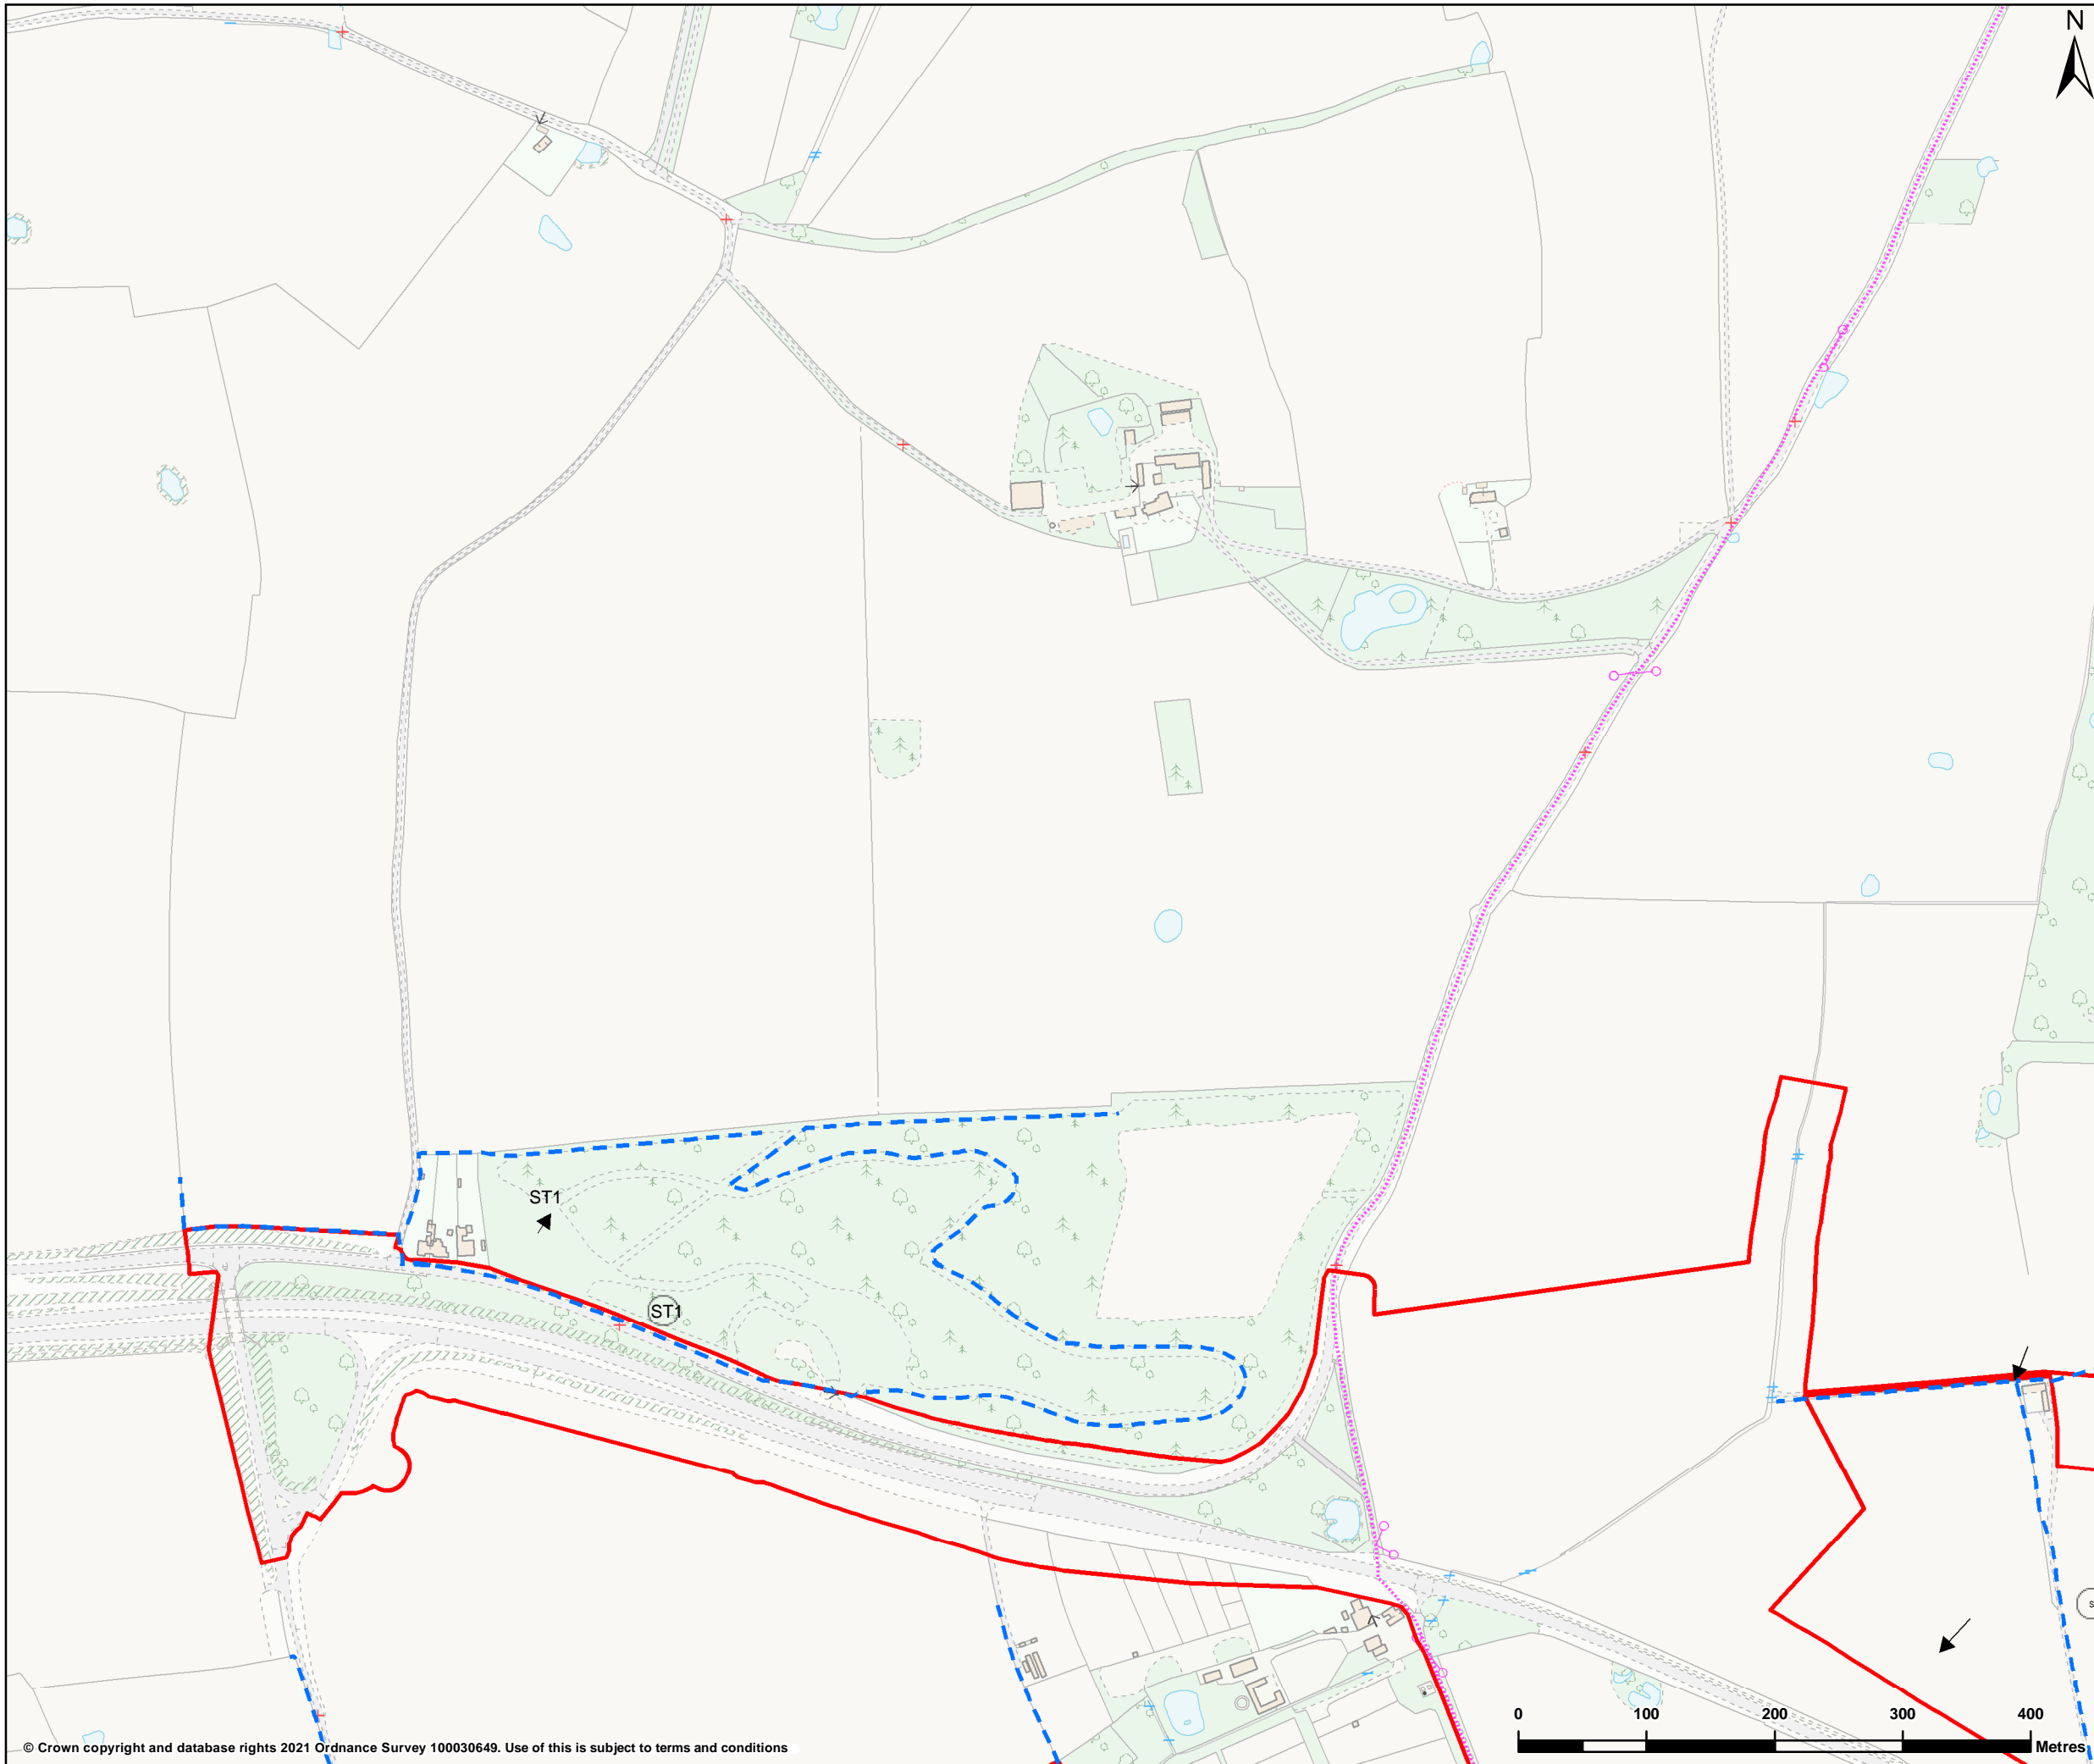 N
ST1
ST1
S
0 100 200 300 400
Metres
© Crown copyright and database rights 2021 Ordnance Survey 100030649. Use of this is subject to terms and conditions